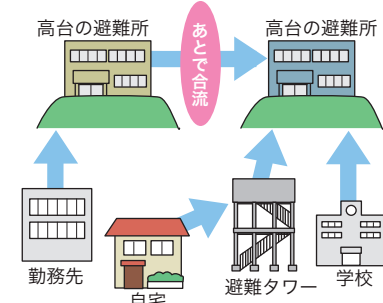 高台の避難所
あとで合流
高台の避難所
勤務先
自宅
避難タワー
学校